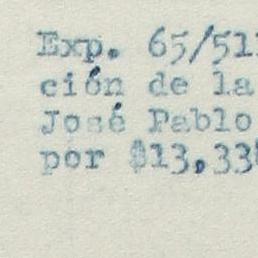 Exp. 65/51
ción de la
José Pablo
por $13,33